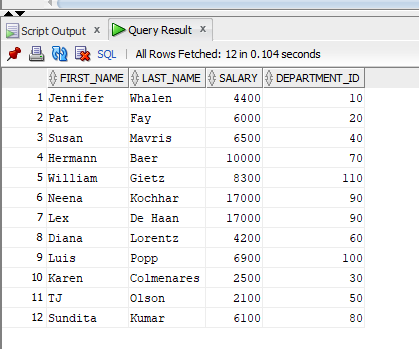 Script Output x Query Result x
SQL | All Rows Fetched: 12 in 0.104 seconds
FIRST_NAME LAST_NAME SALARY DEPARTMENT_ID
1 Jennifer Whalen 4400 10
2 Pat Fay 6000 20
3 Susan Mavris 6500 40
4 Hermann Baer 10000 70
5 William Gietz 8300 110
6 Neena Kochhar 17000 90
7 Lex De Haan 17000 90
8 Diana Lorentz 4200 60
9 Luis Popp 6900 100
10 Karen Colmenares 2500 30
11 TJ Olson 2100 50
12 Sundita Kumar 6100 80